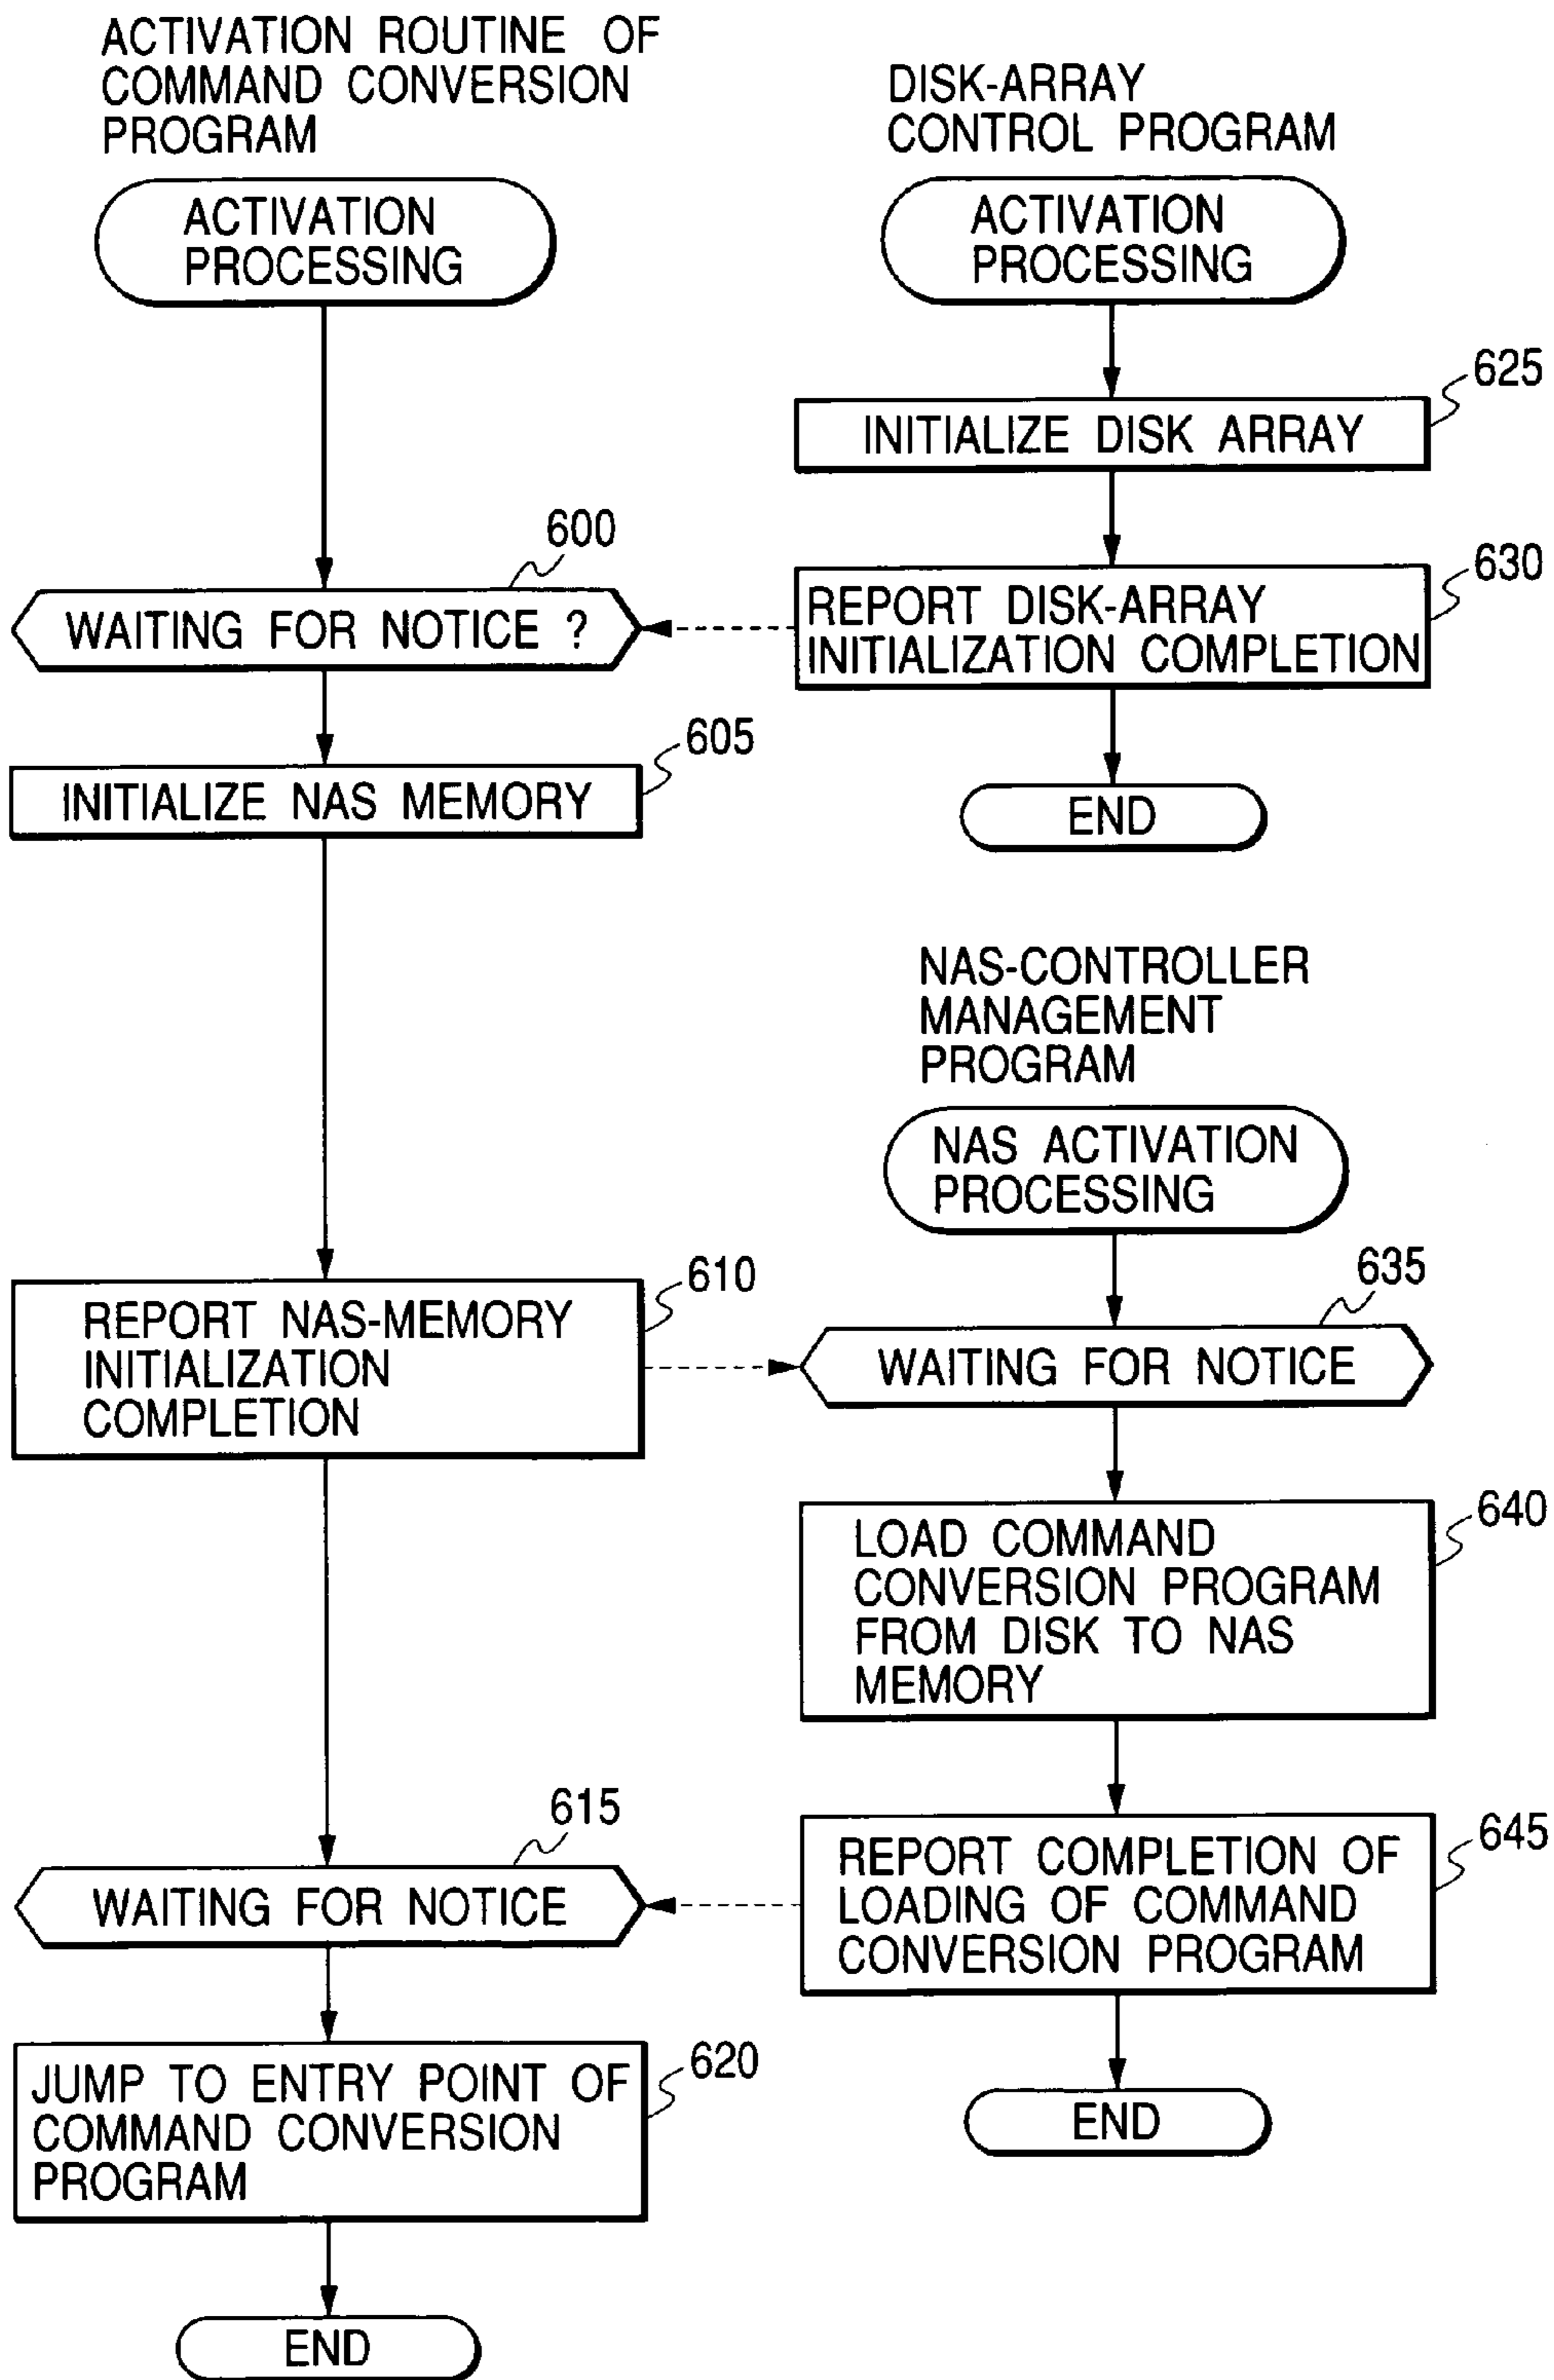 ACTIVATION ROUTINE OF
COMMAND CONVERSION
PROGRAM
ACTIVATION
PROCESSING
600
WAITING FOR NOTICE ?
605
INITIALIZE NAS MEMORY
610
REPORT NAS-MEMORY
INITIALIZATION
COMPLETION
615
WAITING FOR NOTICE
620
JUMP TO ENTRY POINT OF
COMMAND CONVERSION
PROGRAM
END
DISK-ARRAY
CONTROL PROGRAM
ACTIVATION
PROCESSING
625
INITIALIZE DISK ARRAY
630
REPORT DISK-ARRAY
INITIALIZATION COMPLETION
END
NAS-CONTROLLER
MANAGEMENT
PROGRAM
NAS ACTIVATION
PROCESSING
635
WAITING FOR NOTICE
640
LOAD COMMAND
CONVERSION PROGRAM
FROM DISK TO NAS
MEMORY
645
REPORT COMPLETION OF
LOADING OF COMMAND
CONVERSION PROGRAM
END